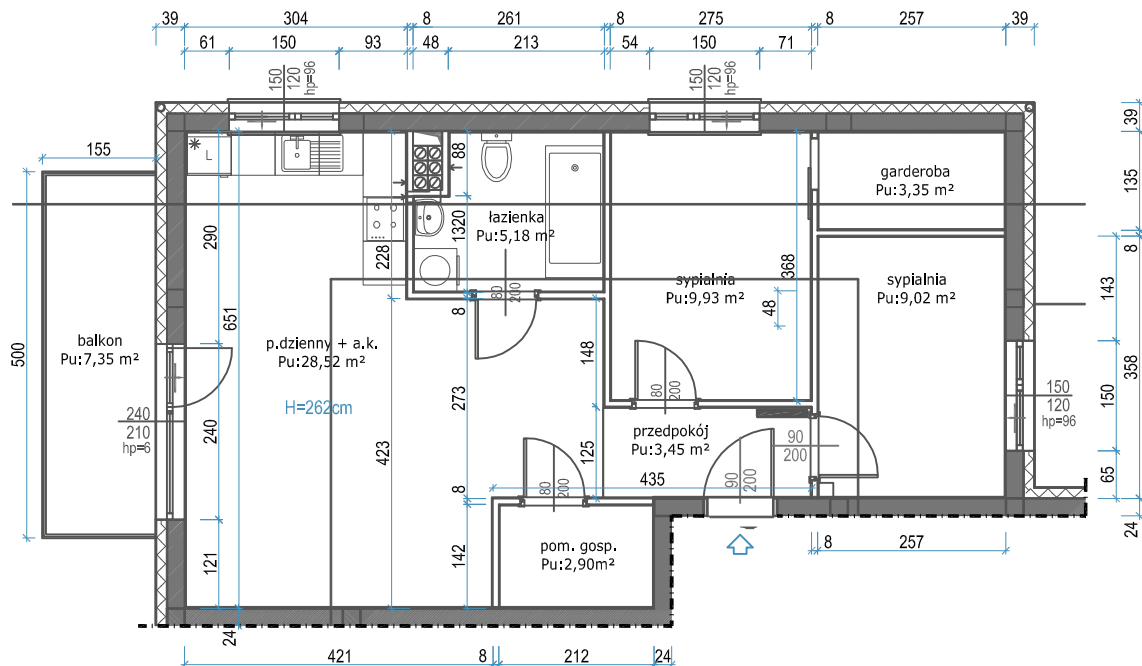 39 304 8 261 8 275 8 257 39
61 150 93 48 213 54 150 71
150
120
hp=96
150
120
hp=96
155
39
135
8
143
358
150
65
24
500
290
240
121
651
24
L
88
1320
228
8
423
273
8
142
148
125
368
48
garderoba
Pu:3,35 m²
łazienka
Pu:5,18 m²
80
200
sypialnia
Pu:9,93 m²
sypialnia
Pu:9,02 m²
balkon
Pu:7,35 m²
p.dzienny + a.k.
Pu:28,52 m²
H=262cm
240
210
hp=6
80
200
150
120
hp=96
przedpokój
Pu:3,45 m²
90
200
80
200
435
90
200
pom. gosp.
Pu:2,90m²
8 257
421 8 212 24